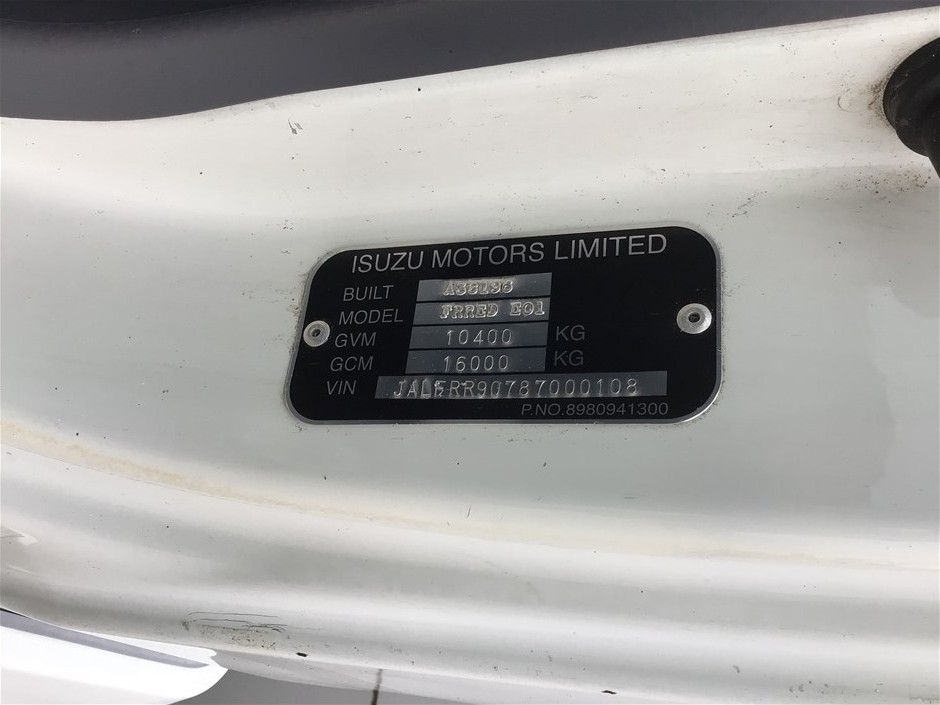 ISUZU MOTORS LIMITED
BUILT A36196
MODEL FRRED E01
GVM 10400 KG
GCM 16000 KG
VIN JALFRR90787000108
P.NO.8980941300